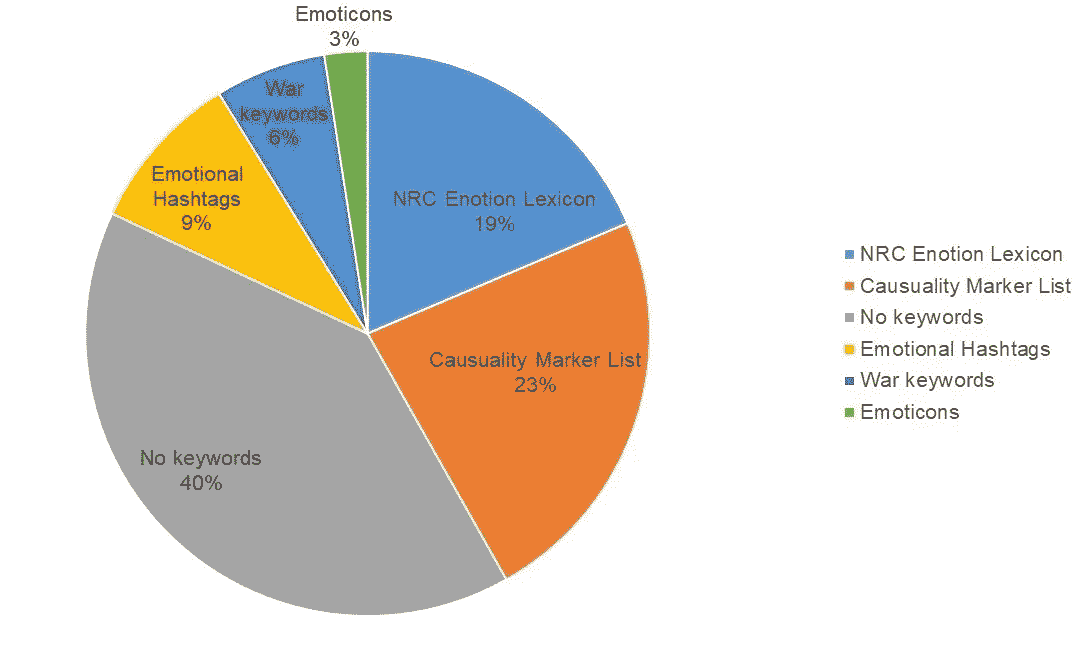 Emoticons
3%
War
keywords
6%
Emotional
Hashtags
9%
NRC Enotion Lexicon
19%
Causuality Marker List
23%
No keywords
40%
NRC Enotion Lexicon
Causuality Marker List
No keywords
Emotional Hashtags
War keywords
Emoticons